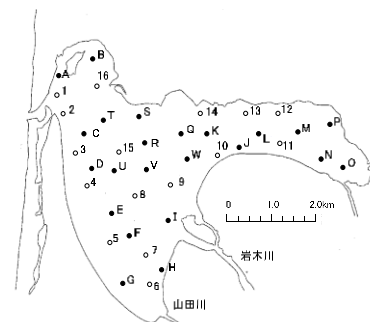 B
A
1
16
2
T
S
14
13
12
P
C
Q
K
L
M
R
J
11
3
15
10
D
U
V
W
N
O
4
8
9
E
I
F
5
7
岩木川
H
G
6
山田川
0 1.0 2.0km